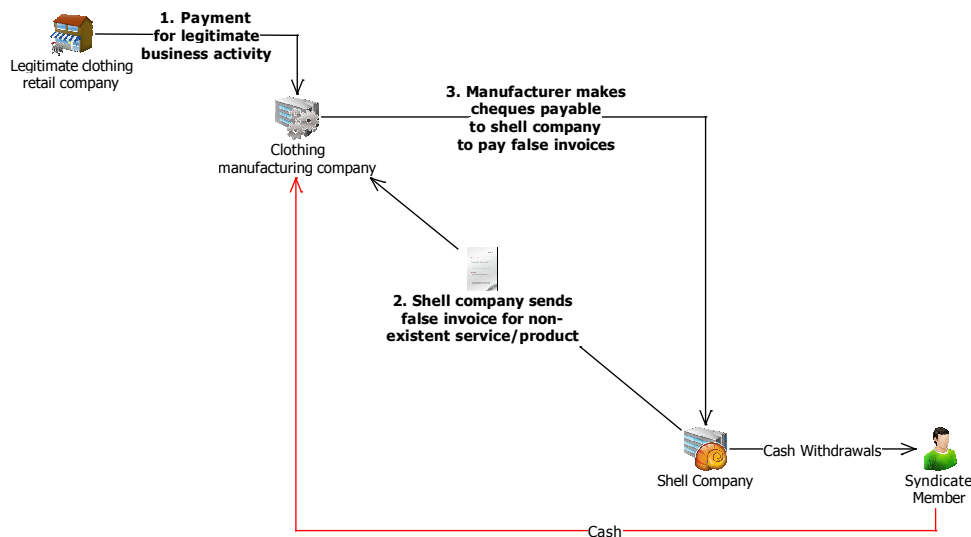 1. Payment
for legitimate
business activity
Legitimate clothing
retail company
3. Manufacturer makes
cheques payable
to shell company
to pay false invoices
Clothing
manufacturing company
2. Shell company sends
false invoice for non-
existent service/product
Cash Withdrawals
Shell Company
Syndicate
Member
Cash